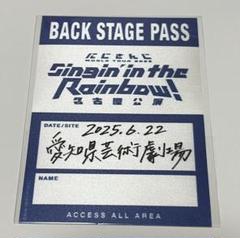 BACK STAGE PASS
にじさんじ
WORLD TOUR 2025
Singin' in the
Rainbow!
名古屋公演
DATE/SITE
2025.6.22
愛知県芸術劇場
NAME
ACCESS ALL AREA